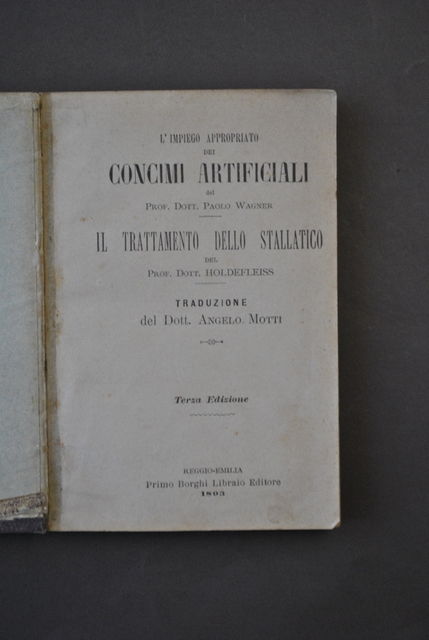 L'IMPIEGO APPROPRIATO
DEI
CONCIMI ARTIFICIALI
del
PROF. DOTT. PAOLO WAGNER
IL TRATTAMENTO DELLO STALLATICO
DEL
PROF. DOTT. HOLDEFLEISS
TRADUZIONE
del Dott. ANGELO MOTTI
Terza Edizione
REGGIO-EMILIA
Primo Borghi Libraio Editore
1893